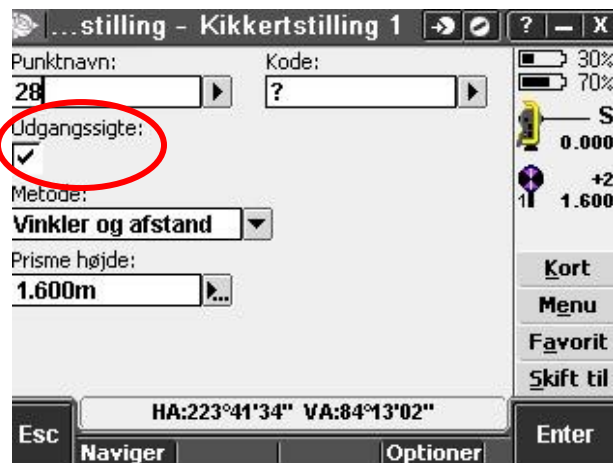 ...stilling - Kikkertstilling 1
? — X
Punktnavn:
Kode:
28
?
Udgangssigte:
Metode:
Vinkler og afstand
Prisme højde:
1.600m
...
30%
70%
S
0.000
+2
1
1.600
Kort
Menu
Favorit
Skift til
HA:223°41'34" VA:84°13'02"
Esc
Naviger
Optioner
Enter